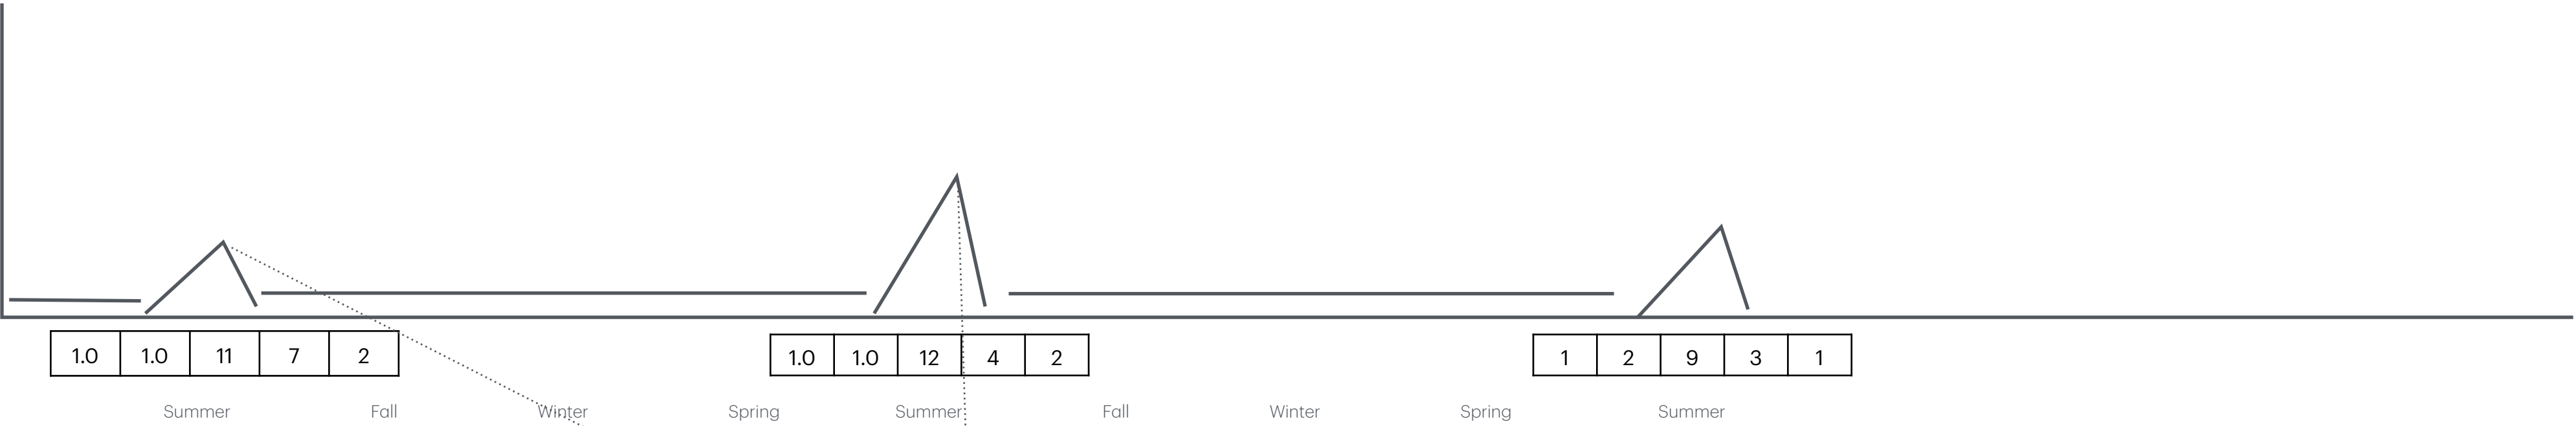 1.0 1.0 11 7 2
1.0 1.0 12 4 2
1 2 9 3 1
Summer Fall Winter Spring Summer Fall Winter Spring Summer